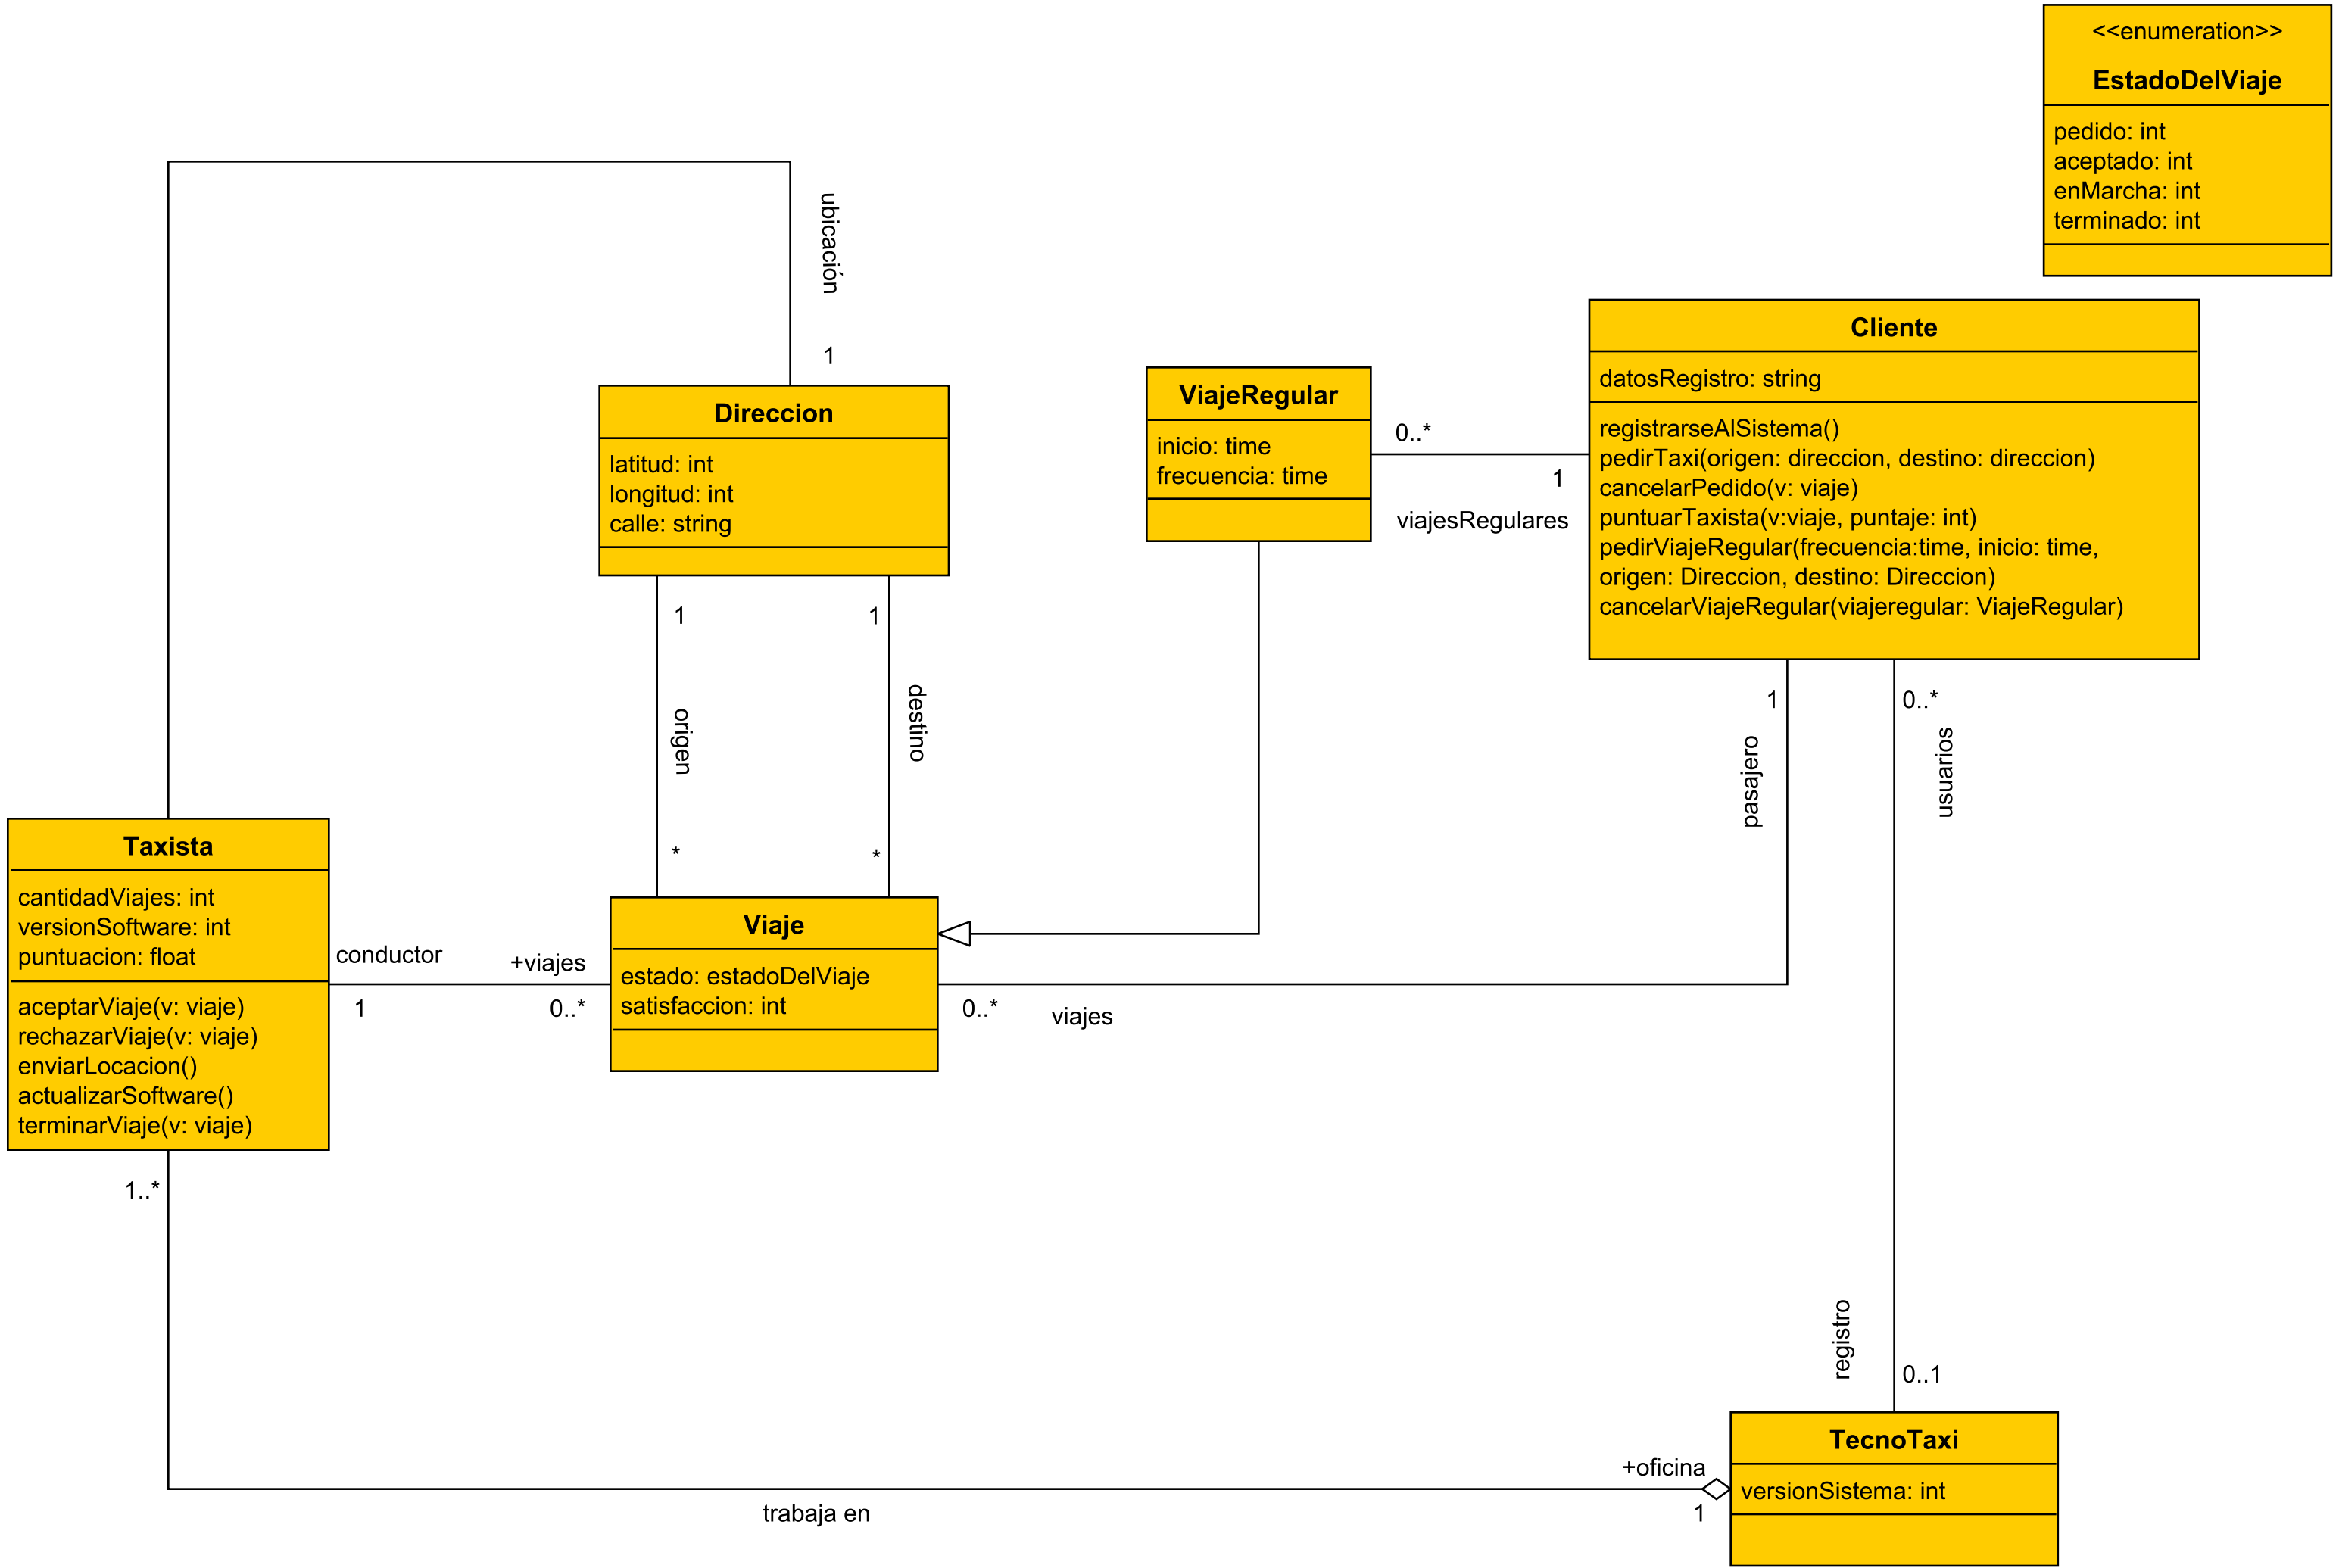 <<enumeration>>
EstadoDelViaje
pedido: int
aceptado: int
enMarcha: int
terminado: int
ubicación
1
Direccion
latitud: int
longitud: int
calle: string
ViajeRegular
inicio: time
frecuencia: time
0..*
1
viajesRegulares
Cliente
datosRegistro: string
registrarseAlSistema()
pedirTaxi(origen: direccion, destino: direccion)
cancelarPedido(v: viaje)
puntuarTaxista(v:viaje, puntaje: int)
pedirViajeRegular(frecuencia:time, inicio: time,
origen: Direccion, destino: Direccion)
cancelarViajeRegular(viajeregular: ViajeRegular)
1
1
origen
destino
*
*
1
pasajero
0..*
usuarios
Taxista
cantidadViajes: int
versionSoftware: int
puntuacion: float
aceptarViaje(v: viaje)
rechazarViaje(v: viaje)
enviarLocacion()
actualizarSoftware()
terminarViaje(v: viaje)
conductor
+viajes
1
0..*
Viaje
estado: estadoDelViaje
satisfaccion: int
0..*
viajes
1..*
registro
0..1
TecnoTaxi
versionSistema: int
+oficina
1
trabaja en